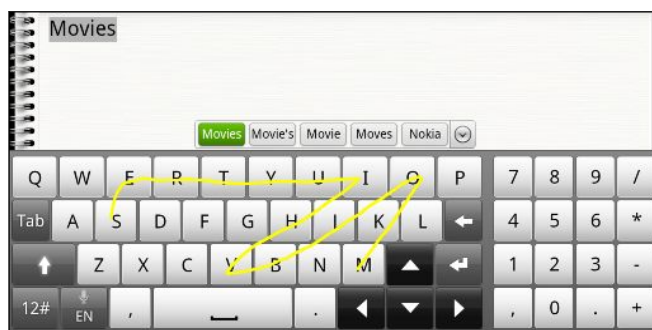 Movies
Movies Movie's Movie Moves Nokia
Q W E R T Y U I O P 7 8 9 /
Tab A S D F G H J K L 4 5 6 *
Z X C V B N M 1 2 3 -
12# EN , . , 0 . +